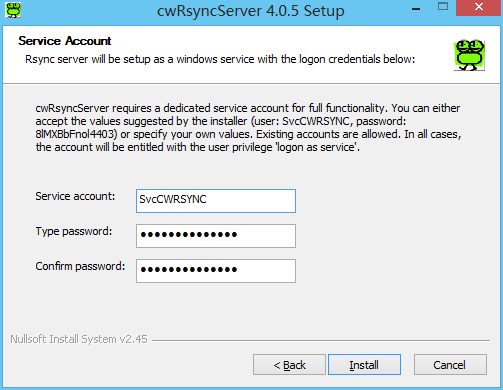 cwRsyncServer 4.0.5 Setup
Service Account
Rsync server will be setup as a windows service with the logon credentials below:
cwRsyncServer requires a dedicated service account for full functionality. You can either
accept the values suggested by the installer (user: SvcCWRSYNC, password:
8lMXBbFnol4403) or specify your own values. Existing accounts are allowed. In all cases,
the account will be entitled with the user privilege 'logon as service'.
Service account:
SvcCWRSYNC
Type password:
●●●●●●●●●●●●●●
Confirm password:
●●●●●●●●●●●●●●
Nullsoft Install System v2.45
< Back
Install
Cancel